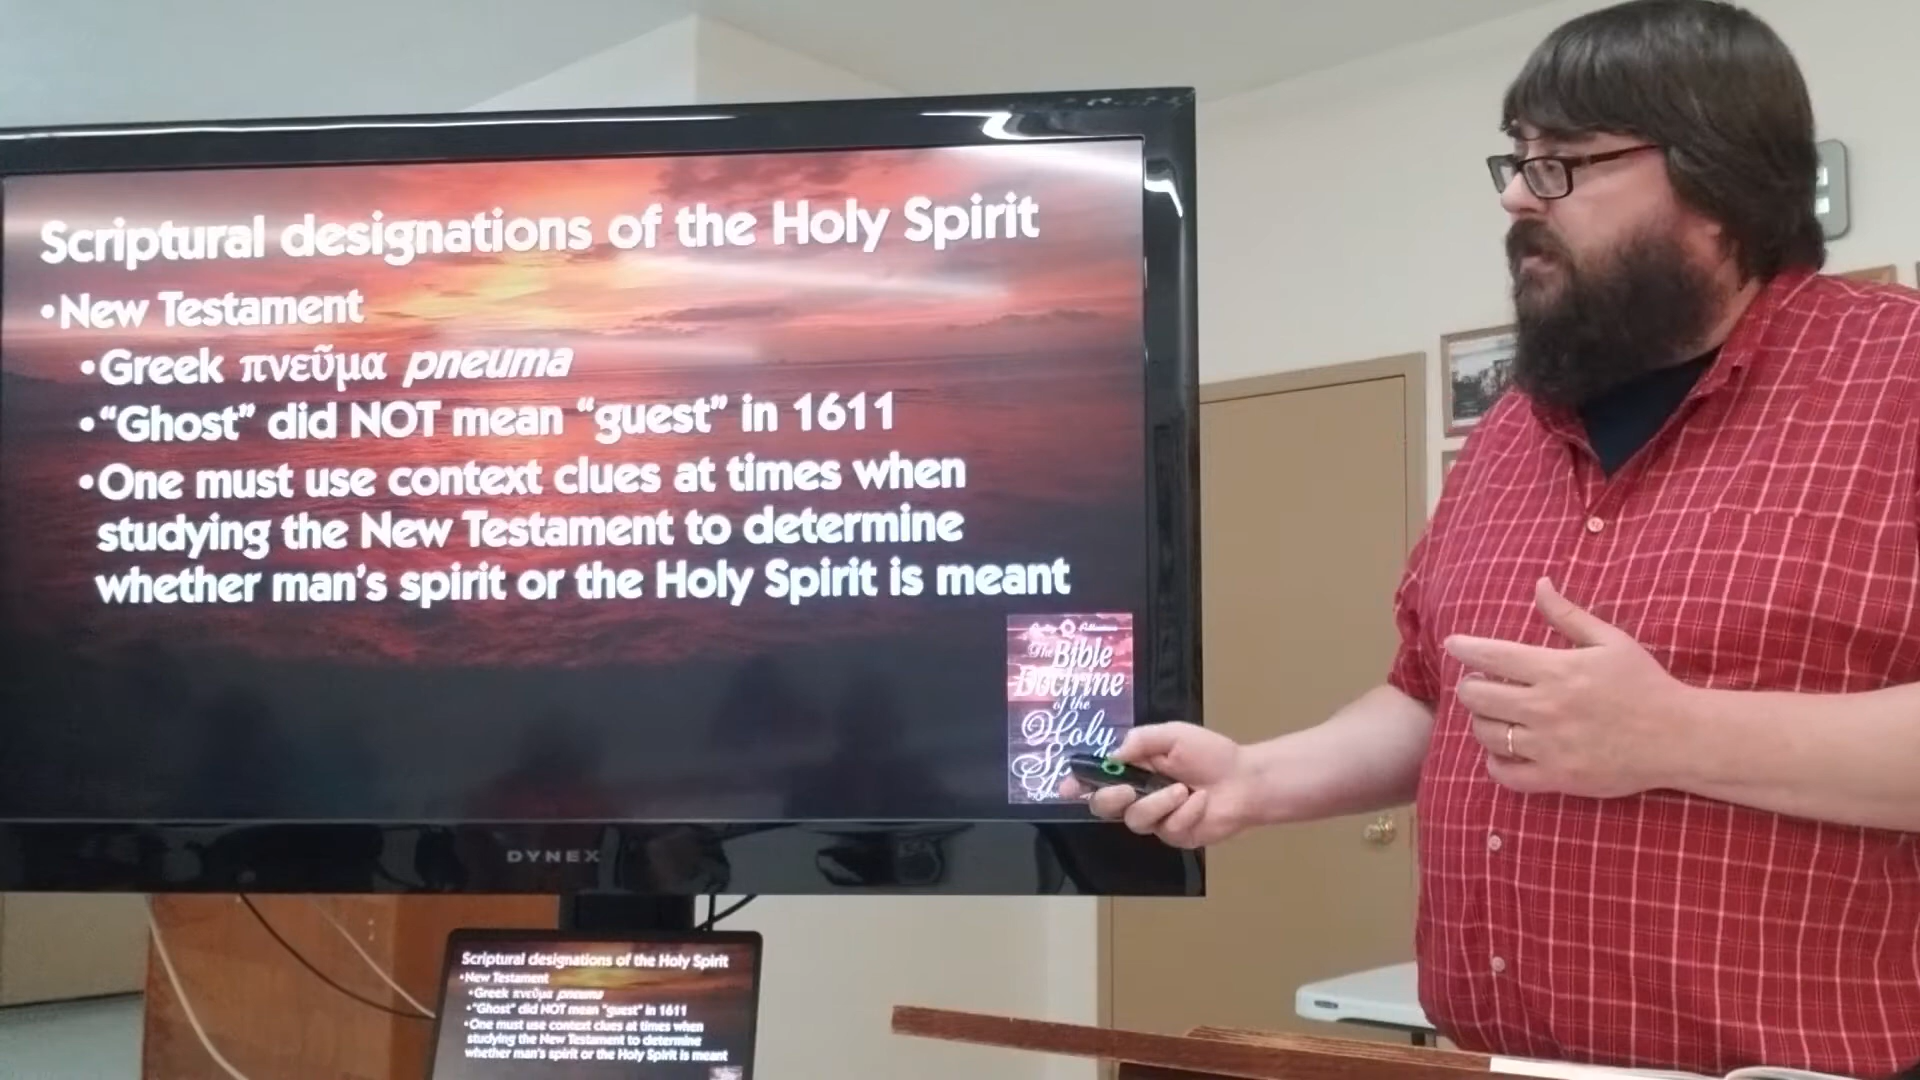 Scriptural designations of the Holy Spirit
•New Testament
•Greek πνεῦμα pneuma
•“Ghost” did NOT mean “guest” in 1611
•One must use context clues at times when
studying the New Testament to determine
whether man’s spirit or the Holy Spirit is meant
The Bible
Doctrine
of the
Holy
DYNEX
Scriptural designations of the Holy Spirit
•New Testament
•Greek πνεῦμα pneuma
•“Ghost” did NOT mean “guest” in 1611
•One must use context clues at times when
studying the New Testament to determine
whether man’s spirit or the Holy Spirit is meant